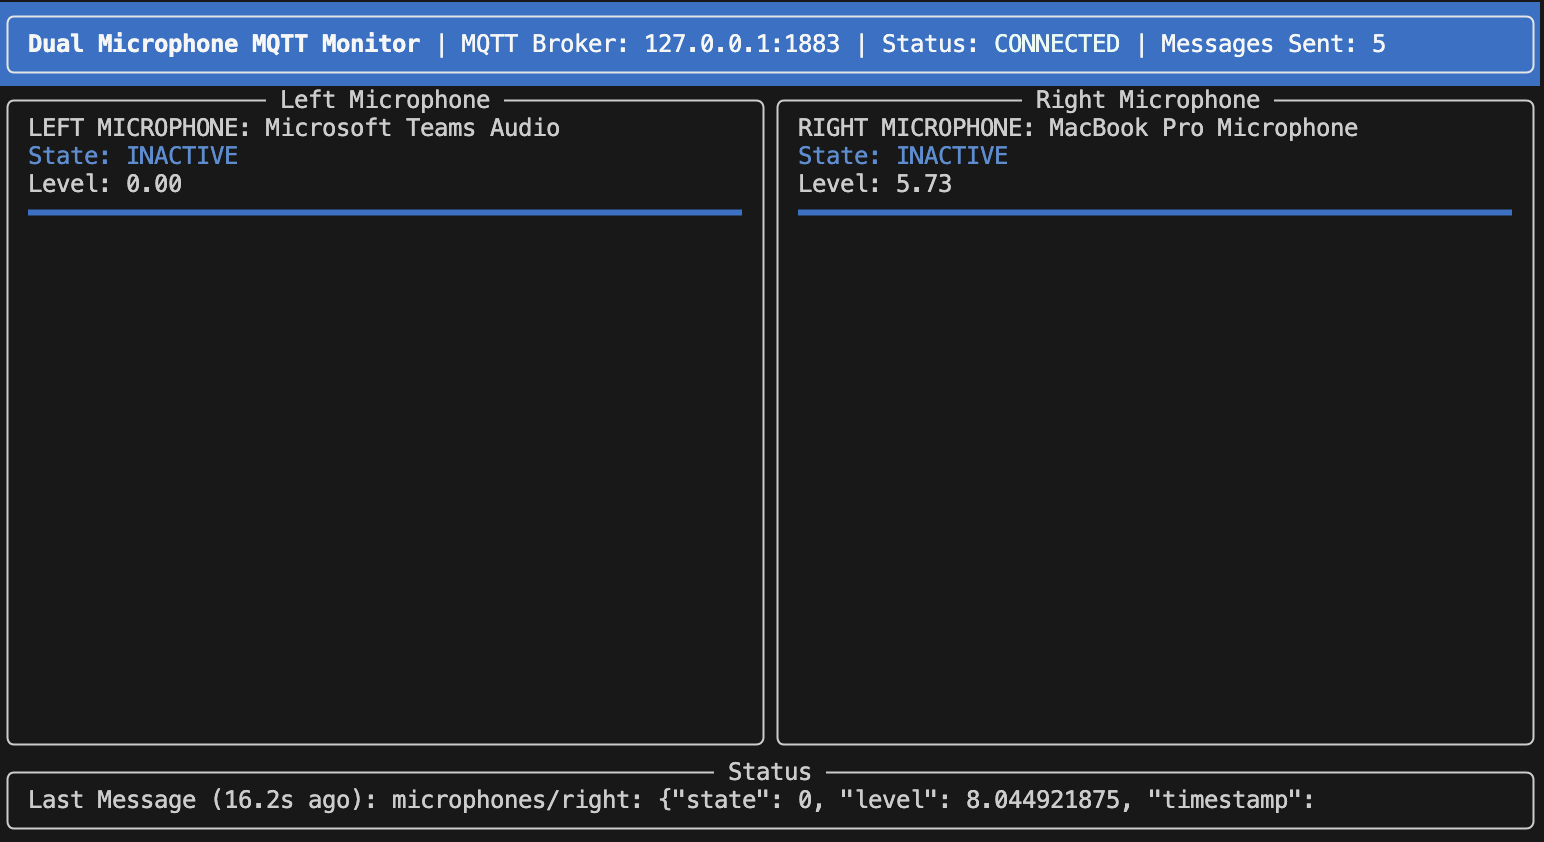 Dual Microphone MQTT Monitor | MQTT Broker: 127.0.0.1:1883 | Status: CONNECTED | Messages Sent: 5
Left Microphone
LEFT MICROPHONE: Microsoft Teams Audio
State: INACTIVE
Level: 0.00
Right Microphone
RIGHT MICROPHONE: MacBook Pro Microphone
State: INACTIVE
Level: 5.73
Status
Last Message (16.2s ago): microphones/right: {"state": 0, "level": 8.044921875, "timestamp":